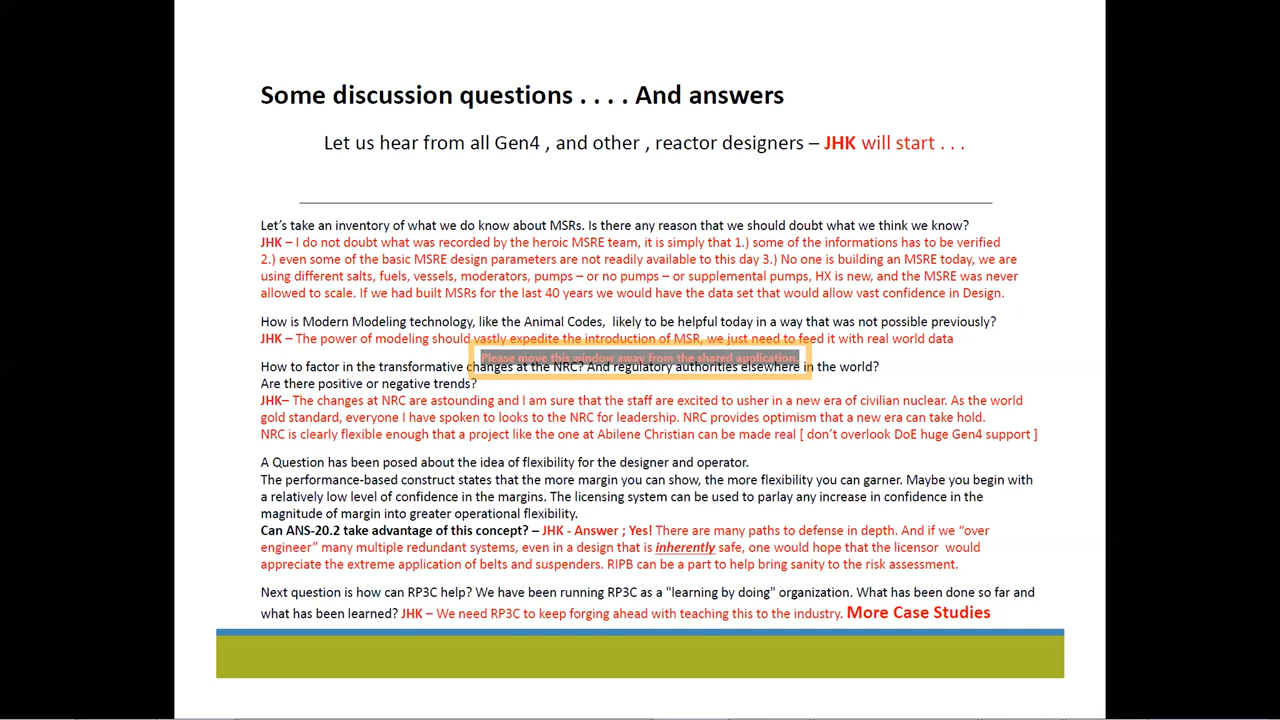 Some discussion questions . . . . And answers
Let us hear from all Gen4 , and other , reactor designers – JHK will start . . .
Let's take an inventory of what we do know about MSRs. Is there any reason that we should doubt what we think we know?
JHK – I do not doubt what was recorded by the heroic MSRE team, it is simply that 1.) some of the informations has to be verified
2.) even some of the basic MSRE design parameters are not readily available to this day 3.) No one is building an MSRE today, we are
using different salts, fuels, vessels, moderators, pumps – or no pumps – or supplemental pumps, HX is new, and the MSRE was never
allowed to scale. If we had built MSRs for the last 40 years we would have the data set that would allow vast confidence in Design.
How is Modern Modeling technology, like the Animal Codes,  likely to be helpful today in a way that was not possible previously?
JHK – The power of modeling should vastly expedite the introduction of MSR, we just need to feed it with real world data
Please move this window away from the shared application.
How to factor in the transformative changes at the NRC? And regulatory authorities elsewhere in the world?
Are there positive or negative trends?
JHK– The changes at NRC are astounding and I am sure that the staff are excited to usher in a new era of civilian nuclear. As the world
gold standard, everyone I have spoken to looks to the NRC for leadership. NRC provides optimism that a new era can take hold.
NRC is clearly flexible enough that a project like the one at Abilene Christian can be made real [ don't overlook DoE huge Gen4 support ]
A Question has been posed about the idea of flexibility for the designer and operator.
The performance-based construct states that the more margin you can show, the more flexibility you can garner. Maybe you begin with
a relatively low level of confidence in the margins. The licensing system can be used to parlay any increase in confidence in the
magnitude of margin into greater operational flexibility.
Can ANS-20.2 take advantage of this concept? – JHK - Answer ; Yes! There are many paths to defense in depth. And if we “over
engineer” many multiple redundant systems, even in a design that is inherently safe, one would hope that the licensor  would
appreciate the extreme application of belts and suspenders. RIPB can be a part to help bring sanity to the risk assessment.
Next question is how can RP3C help? We have been running RP3C as a "learning by doing" organization. What has been done so far and
what has been learned? JHK – We need RP3C to keep forging ahead with teaching this to the industry. More Case Studies